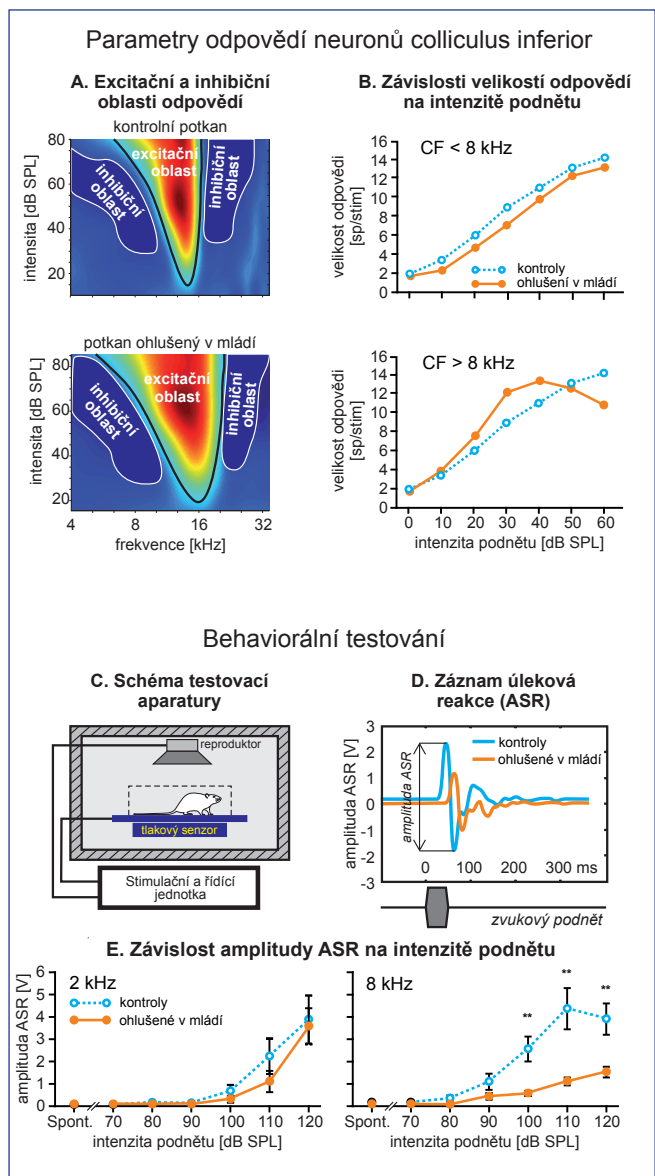 Parametry odpovědí neuronů colliculus inferior
A. Excitační a inhibiční
oblasti odpovědí
kontrolní potkan
80
60
40
20
intensita [dB SPL]
inhibiční
oblast
excitační
oblast
inhibiční
oblast
potkan ohlušený v mládí
80
60
40
20
intensita [dB SPL]
inhibiční
oblast
excitační
oblast
inhibiční
oblast
4 8 16 32
frekvence [kHz]
B. Závislosti velikostí odpovědí
na intenzitě podnětu
16
14
12
10
8
6
4
2
0
velikost odpovědí
[sp/stim]
CF < 8 kHz
kontroly
ohlušení v mládí
16
14
12
10
8
6
4
2
0
velikost odpovědí
[sp/stim]
CF > 8 kHz
0 10 20 30 40 50 60
intenzita podnětu [dB SPL]
Behaviorální testování
C. Schéma testovací
aparatury
reproduktor
tlakový senzor
Stimulační a řídící
jednotka
D. Záznam úleková
reakce (ASR)
3
2
1
0
-1
-2
-3
amplituda ASR [V]
amplituda ASR
kontroly
ohlušené v mládí
0 100 200 300 ms
zvukový podnět
E. Závislost amplitudy ASR na intenzitě podnětu
6
5
4
3
2
1
0
amplituda ASR [V]
2 kHz
kontroly
ohlušené v mládí
Spont. 70 80 90 100 110 120
intenzita podnětu [dB SPL]
8 kHz
**
**
**
Spont. 70 80 90 100 110 120
intenzita podnětu [dB SPL]